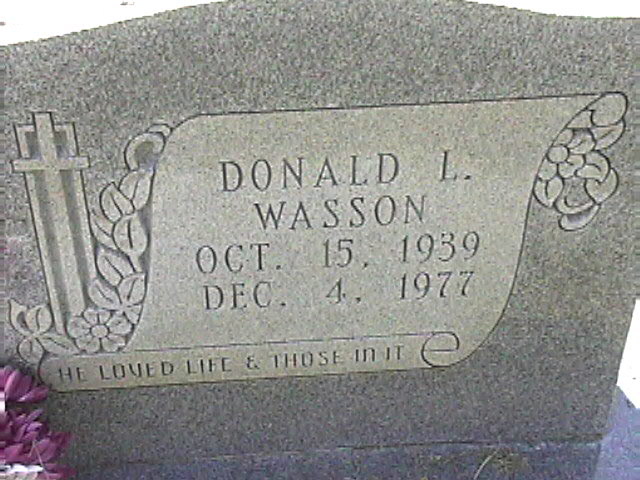 DONALD L.
WASSON
OCT. 15, 1939
DEC. 4, 1977
HE LOVED LIFE & THOSE IN IT